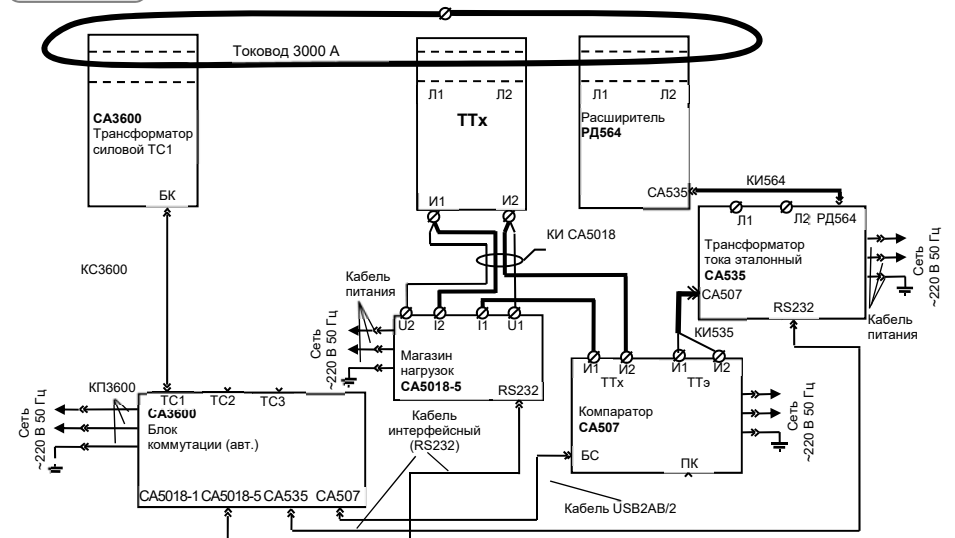 Токовод 3000 А
СА3600
Трансформатор
силовой ТС1
БК
Л1 Л2
ТТх
И1 И2
Л1 Л2
Расширитель
РД564
СА535
КИ564
Л1 Л2 РД564
Трансформатор
тока эталонный
СА535
СА507
RS232
Сеть
~220 В 50 Гц
Кабель
питания
КИ СА5018
КС3600
Кабель
питания
Сеть
~220 В 50 Гц
U2 I2 I1 U1
Магазин
нагрузок
СА5018-5
RS232
КИ535
И1 И2 И1 И2
ТТх ТТэ
Компаратор
СА507
БС
ПК
Сеть
~220 В 50 Гц
КП3600
Сеть
~220 В 50 Гц
ТС1 ТС2 ТС3
СА3600
Блок
коммутации (авт.)
СА5018-1 СА5018-5 СА535 СА507
Кабель
интерфейсный
(RS232)
Кабель USB2АВ/2